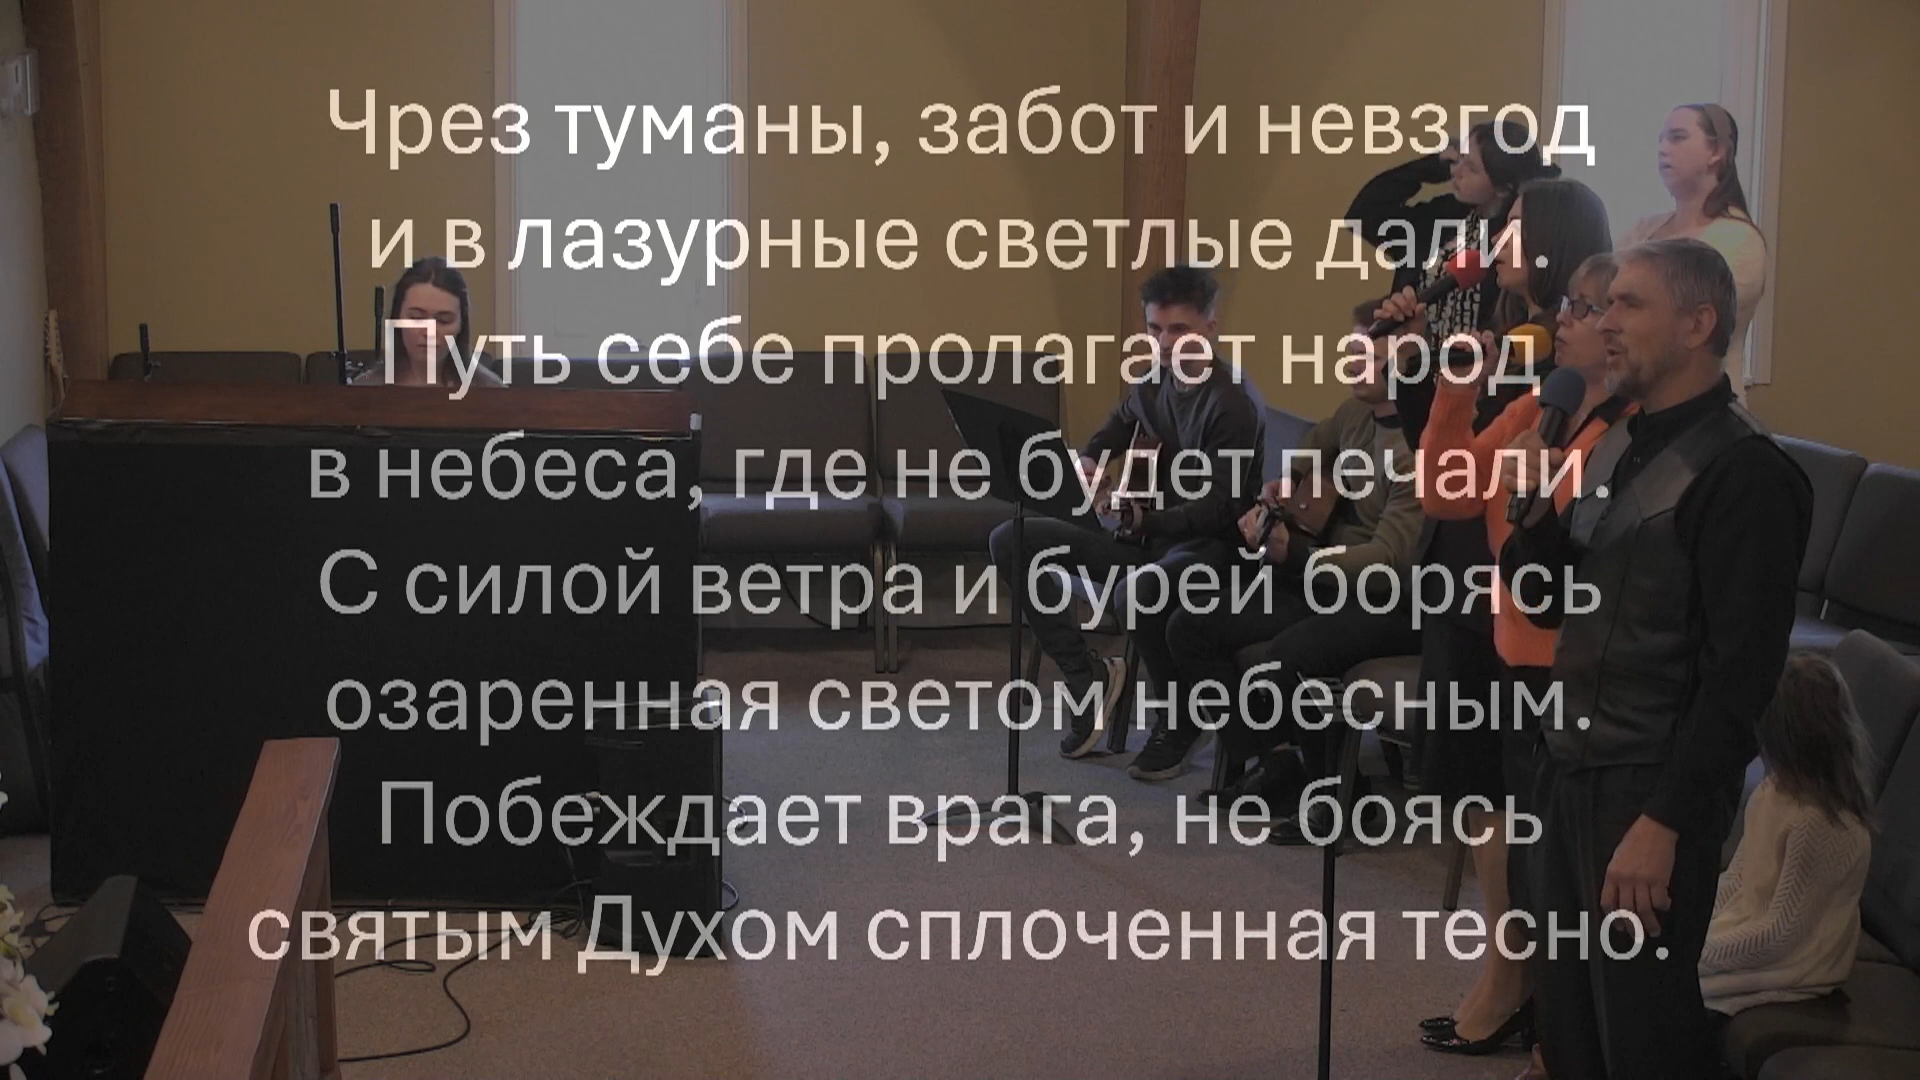 Чрез туманы, забот и невзгод
и в лазурные светлые дали.
Путь себе пролагает народ
в небеса, где не будет печали.
С силой ветра и бурей борясь
озаренная светом небесным.
Побеждает врага, не боясь
святым Духом сплоченная тесно.